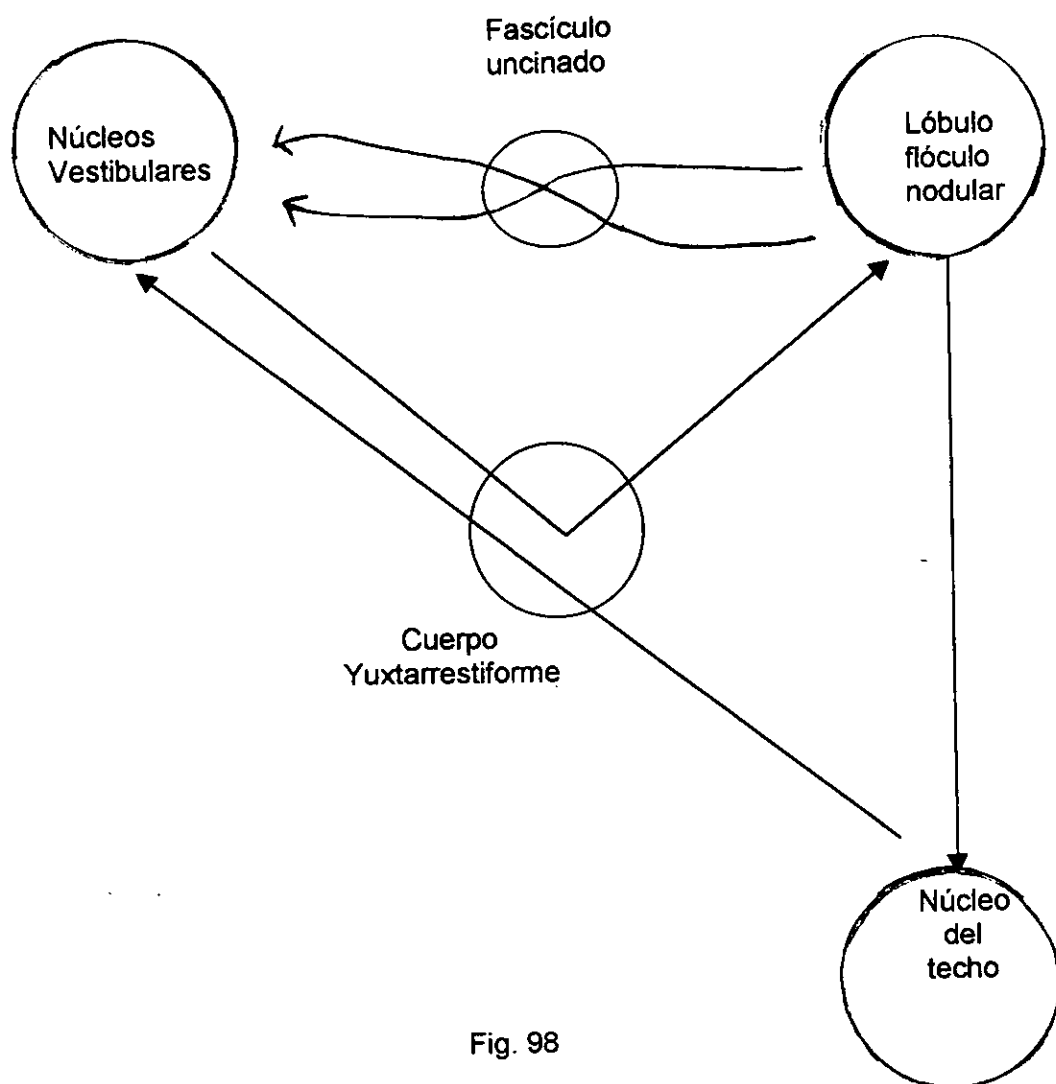 Fascículo
uncinado
Núcleos
Vestibulares
Lóbulo
flóculo
nodular
Cuerpo
Yuxtarrestiforme
Núcleo
del
techo
Fig. 98